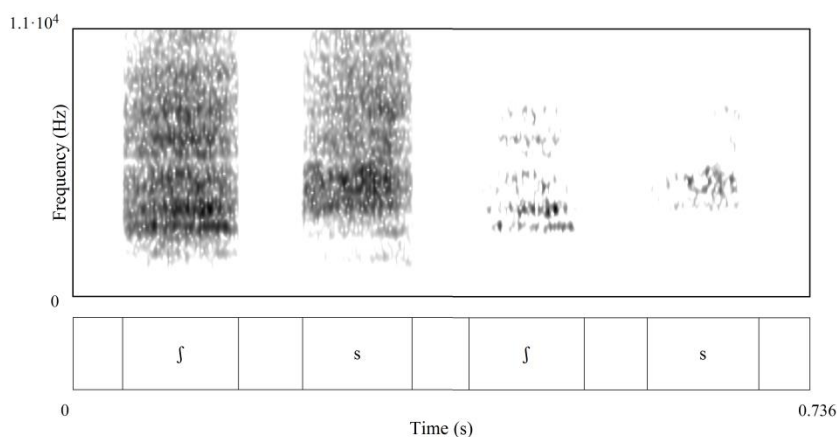 1.1·10⁴
Frequency (Hz)
0
ʃ s ʃ s
0 0.736
Time (s)